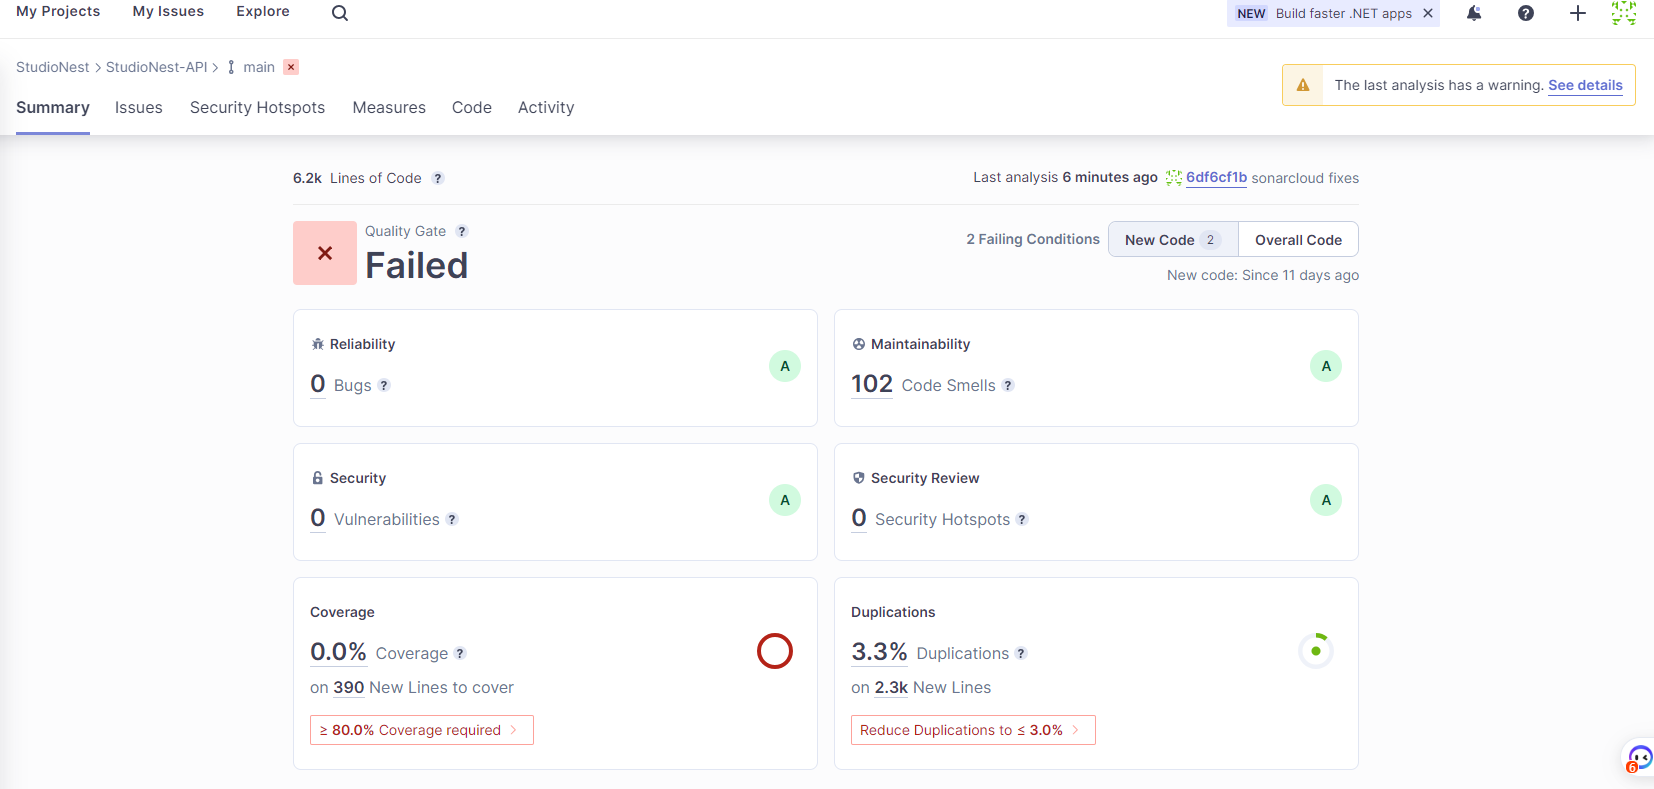 My Projects My Issues Explore NEW Build faster .NET apps
StudioNest > StudioNest-API > main
The last analysis has a warning. See details
Summary Issues Security Hotspots Measures Code Activity
6.2k Lines of Code ?
Last analysis 6 minutes ago 6df6cf1b sonarcloud fixes
Quality Gate ?
Failed
2 Failing Conditions New Code 2 Overall Code
New code: Since 11 days ago
Reliability
0 Bugs ?
A
Maintainability
102 Code Smells ?
A
Security
0 Vulnerabilities ?
A
Security Review
0 Security Hotspots ?
A
Coverage
0.0% Coverage ?
on 390 New Lines to cover
≥ 80.0% Coverage required >
Duplications
3.3% Duplications ?
on 2.3k New Lines
Reduce Duplications to ≤ 3.0% >
6